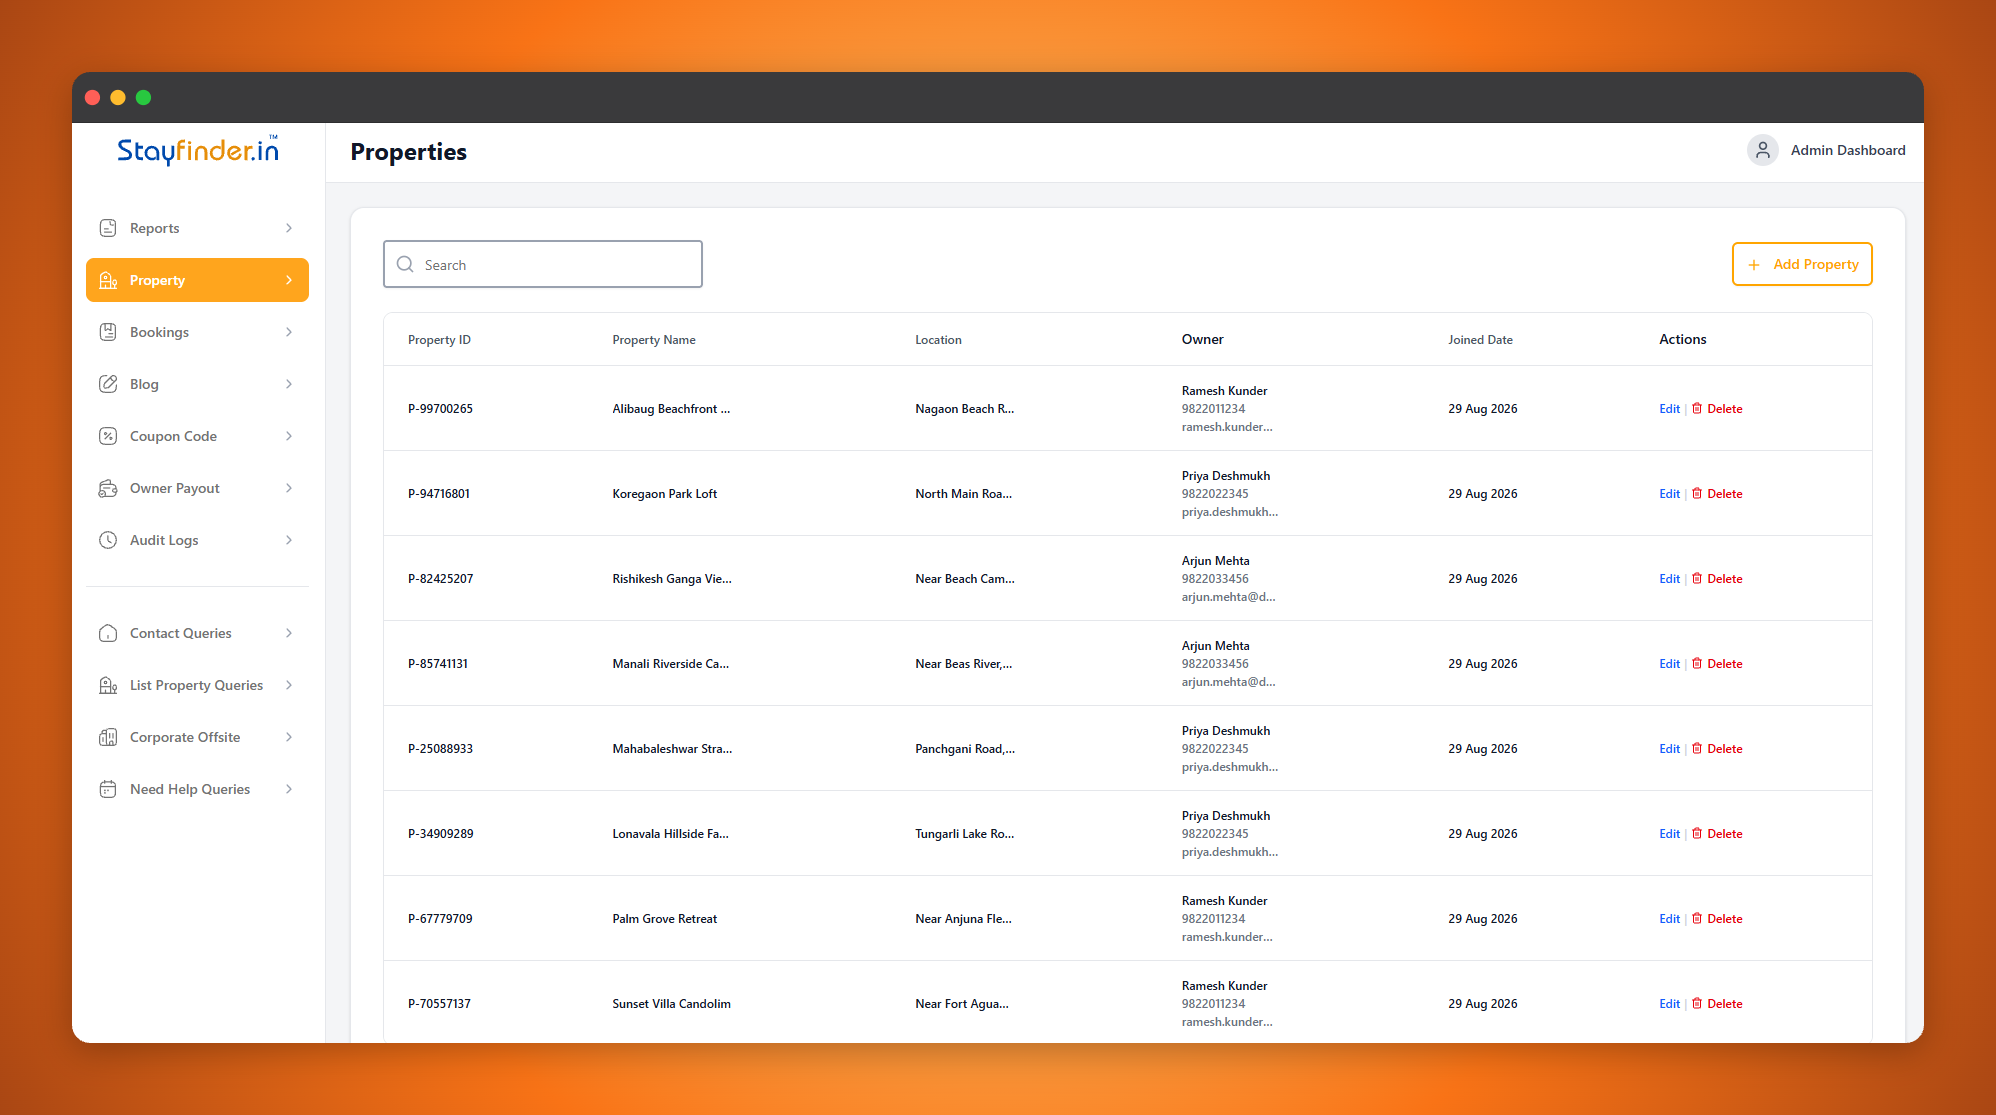 Stayfinder.in™
Properties
Admin Dashboard
Reports
Property
Bookings
Blog
Coupon Code
Owner Payout
Audit Logs
Contact Queries
List Property Queries
Corporate Offsite
Need Help Queries
Search
+ Add Property
Property ID Property Name Location Owner Joined Date Actions
P-99700265 Alibaug Beachfront ... Nagaon Beach R... Ramesh Kunder 29 Aug 2026 Edit | Delete
9822011234
ramesh.kunder...
P-94716801 Koregaon Park Loft North Main Roa... Priya Deshmukh 29 Aug 2026 Edit | Delete
9822022345
priya.deshmukh...
P-82425207 Rishikesh Ganga Vie... Near Beach Cam... Arjun Mehta 29 Aug 2026 Edit | Delete
9822033456
arjun.mehta@d...
P-85741131 Manali Riverside Ca... Near Beas River,... Arjun Mehta 29 Aug 2026 Edit | Delete
9822033456
arjun.mehta@d...
P-25088933 Mahabaleshwar Stra... Panchgani Road,... Priya Deshmukh 29 Aug 2026 Edit | Delete
9822022345
priya.deshmukh...
P-34909289 Lonavala Hillside Fa... Tungarli Lake Ro... Priya Deshmukh 29 Aug 2026 Edit | Delete
9822022345
priya.deshmukh...
P-67779709 Palm Grove Retreat Near Anjuna Fle... Ramesh Kunder 29 Aug 2026 Edit | Delete
9822011234
ramesh.kunder...
P-70557137 Sunset Villa Candolim Near Fort Agua... Ramesh Kunder 29 Aug 2026 Edit | Delete
9822011234
ramesh.kunder...